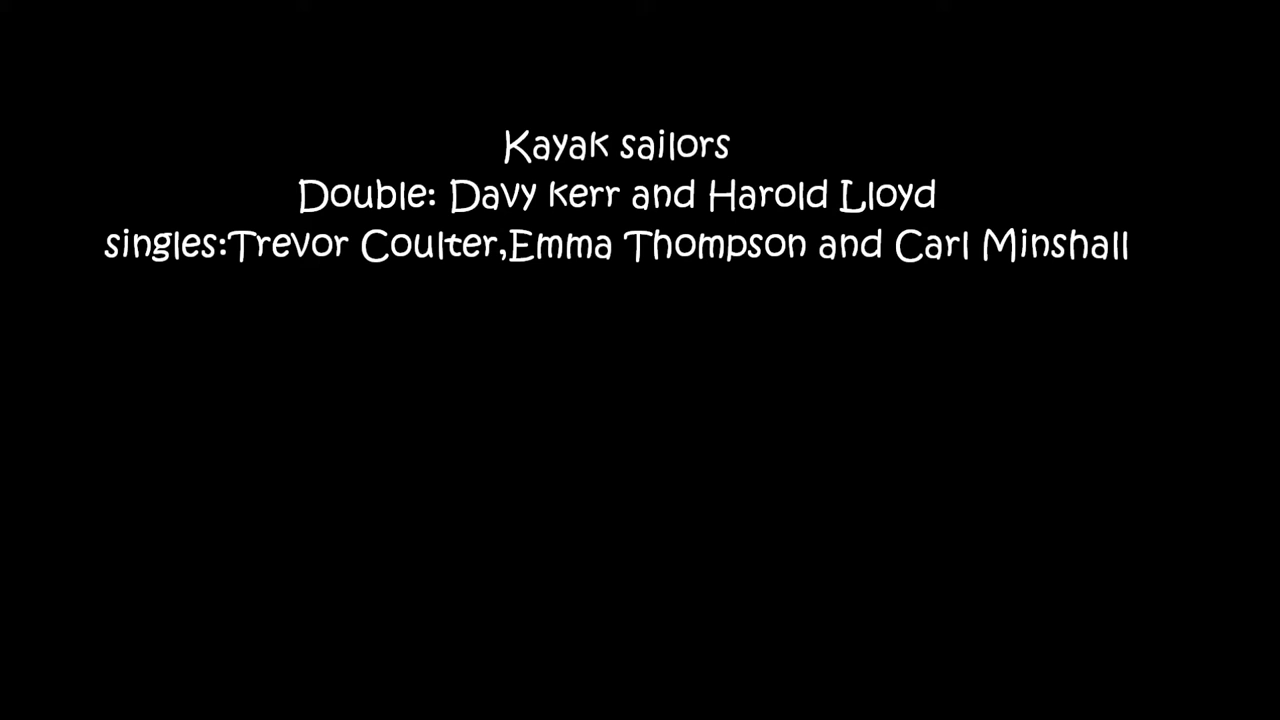 Kayak sailors
Double: Davy kerr and Harold Lloyd
singles:Trevor Coulter,Emma Thompson and Carl Minshall